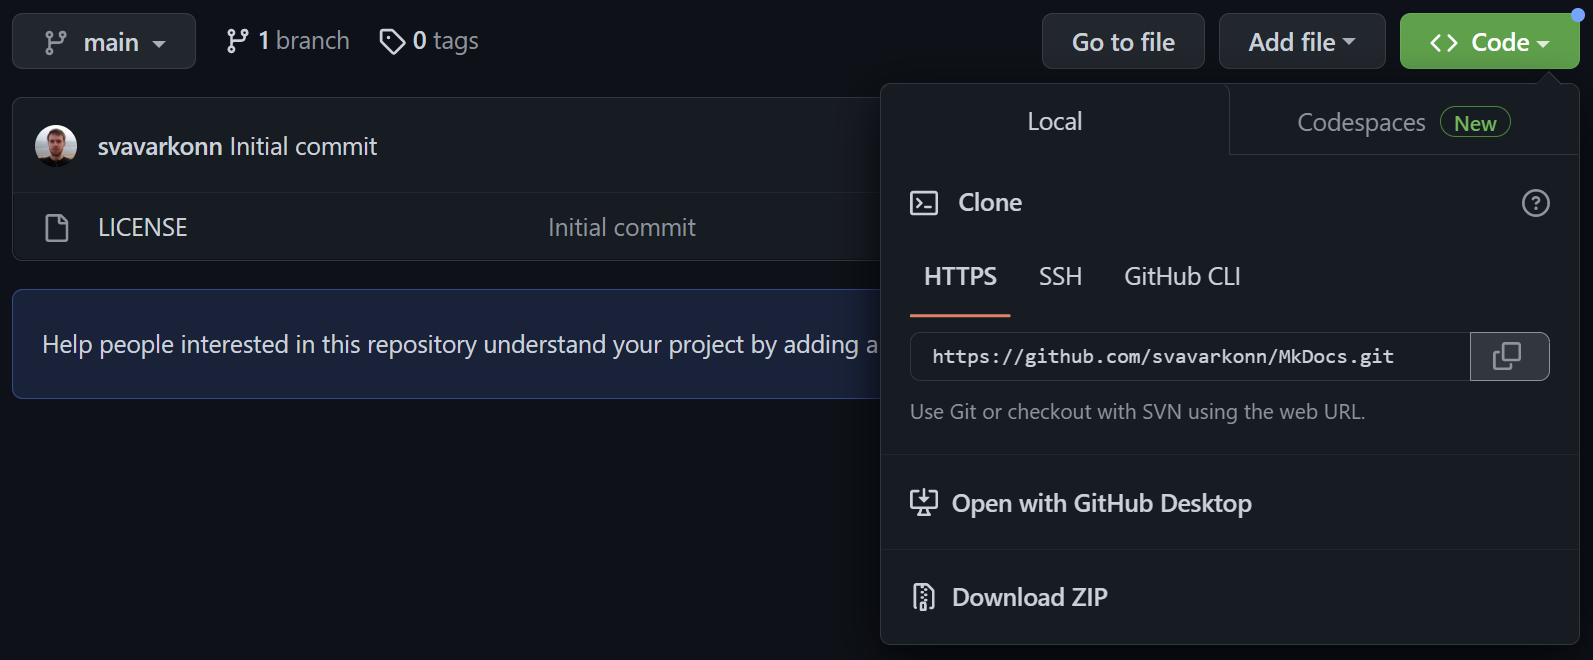 main
1 branch
0 tags
Go to file
Add file
Code
svavarkonn Initial commit
LICENSE
Initial commit
Help people interested in this repository understand your project by adding a
Local
Codespaces
New
Clone
HTTPS
SSH
GitHub CLI
https://github.com/svavarkonn/MkDocs.git
Use Git or checkout with SVN using the web URL.
Open with GitHub Desktop
Download ZIP